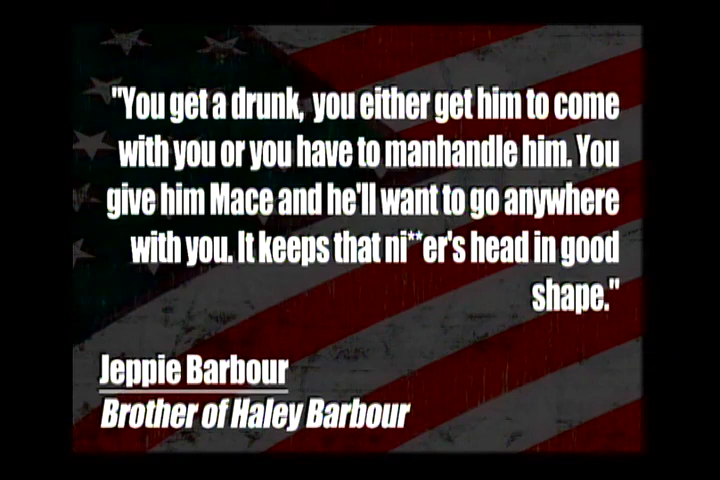 "You get a drunk, you either get him to come
with you or you have to manhandle him. You
give him Mace and he'll want to go anywhere
with you. It keeps that ni**er's head in good
shape."
Jeppie Barbour
Brother of Haley Barbour